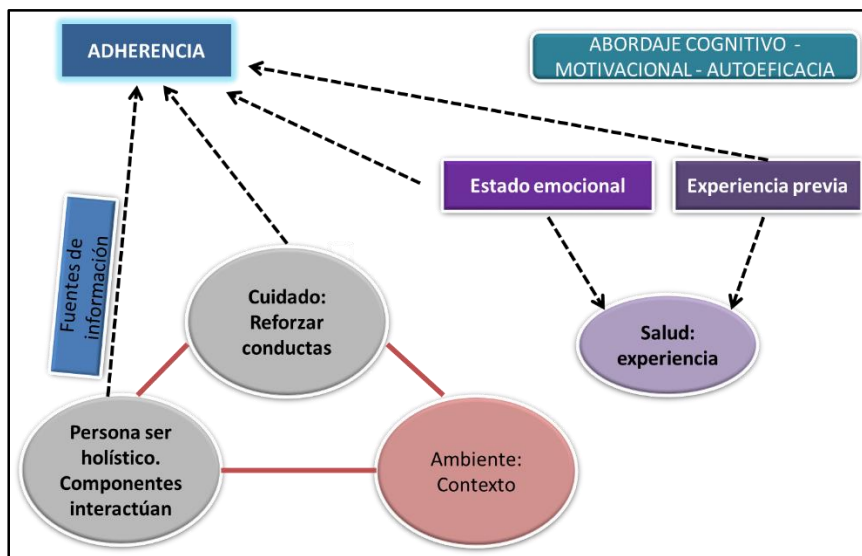 ADHERENCIA
ABORDAJE COGNITIVO -
MOTIVACIONAL - AUTOEFICACIA
Estado emocional
Experiencia previa
Fuentes de
información
Cuidado:
Reforzar
conductas
Salud:
experiencia
Persona ser
holístico.
Componentes
interactúan
Ambiente:
Contexto